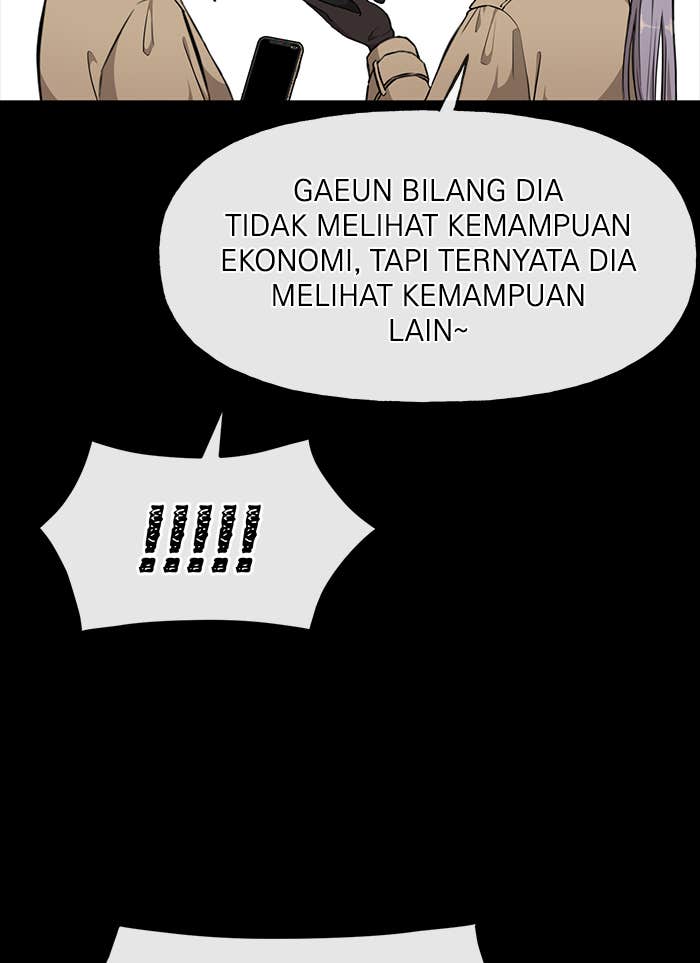 GAEUN BILANG DIA
TIDAK MELIHAT KEMAMPUAN
EKONOMI, TAPI TERNYATA DIA
MELIHAT KEMAMPUAN
LAIN~
!!!!!